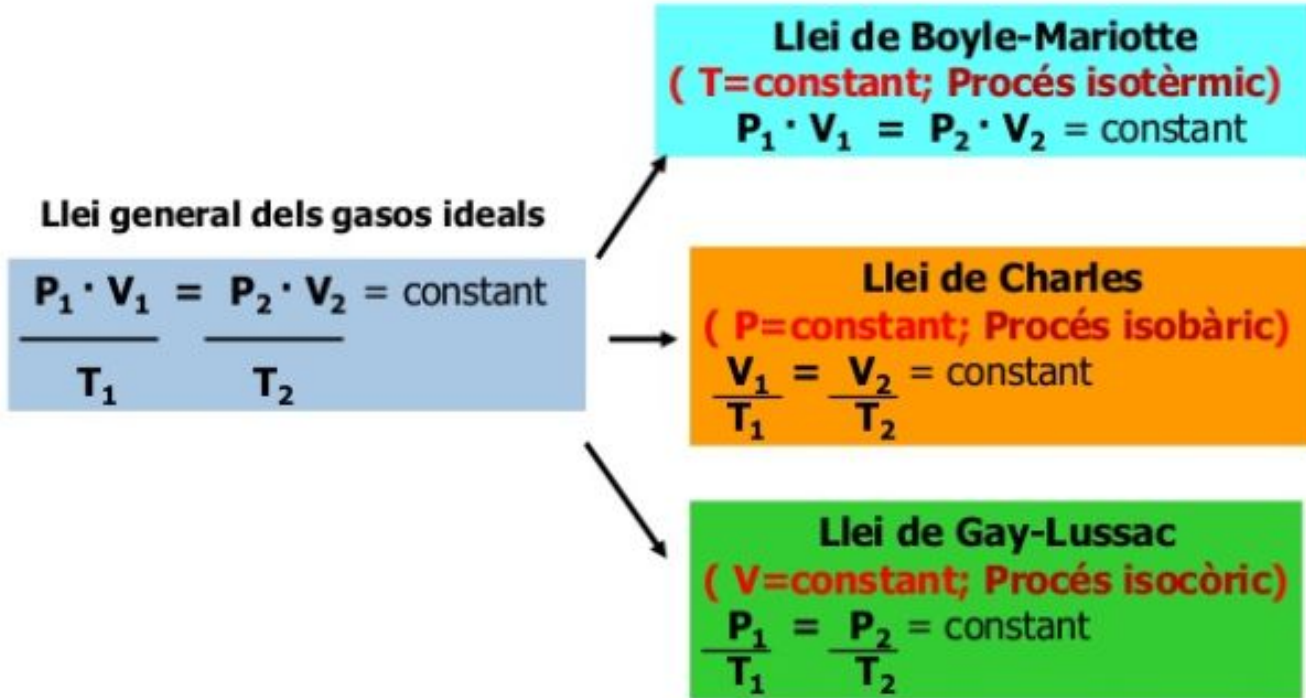 Llei general dels gasos ideals
P₁ · V₁ = P₂ · V₂ = constant
T₁ T₂
Llei de Boyle-Mariotte
( T=constant; Procés isotèrmic)
P₁ · V₁ = P₂ · V₂ = constant
Llei de Charles
( P=constant; Procés isobàric)
V₁ = V₂ = constant
T₁ T₂
Llei de Gay-Lussac
( V=constant; Procés isocòric)
P₁ = P₂ = constant
T₁ T₂